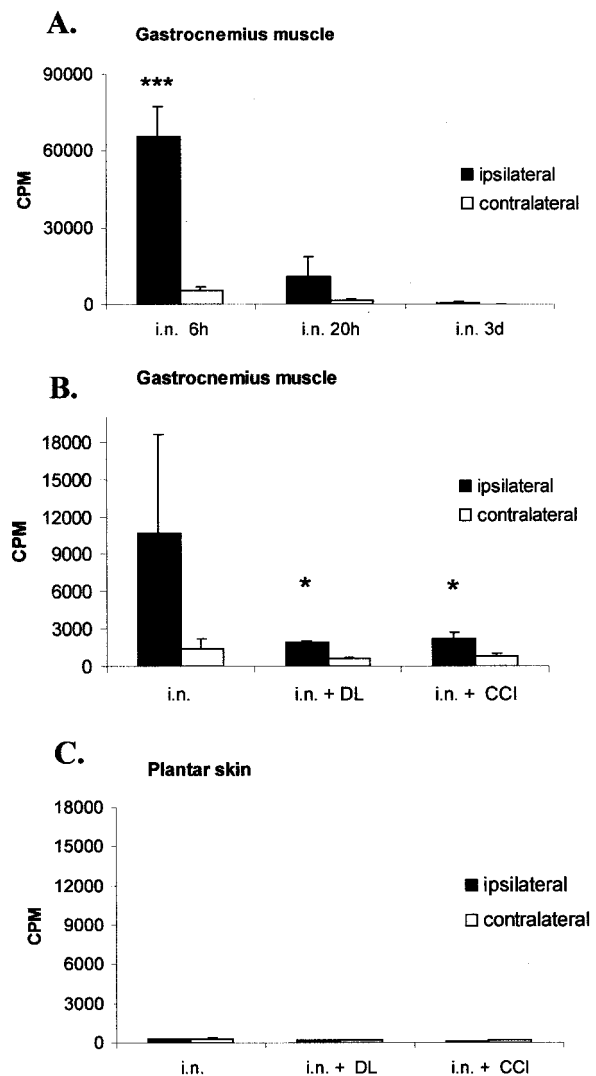 A.
Gastrocnemius muscle
90000
***
60000
CPM
ipsilateral
contralateral
30000
0
i.n. 6h
i.n. 20h
i.n. 3d
B.
Gastrocnemius muscle
18000
15000
12000
CPM
9000
6000
3000
0
ipsilateral
contralateral
*
*
i.n.
i.n. + DL
i.n. + CCI
C.
Plantar skin
18000
15000
12000
CPM
9000
6000
3000
0
ipsilateral
contralateral
i.n.
i.n. + DL
i.n. + CCI